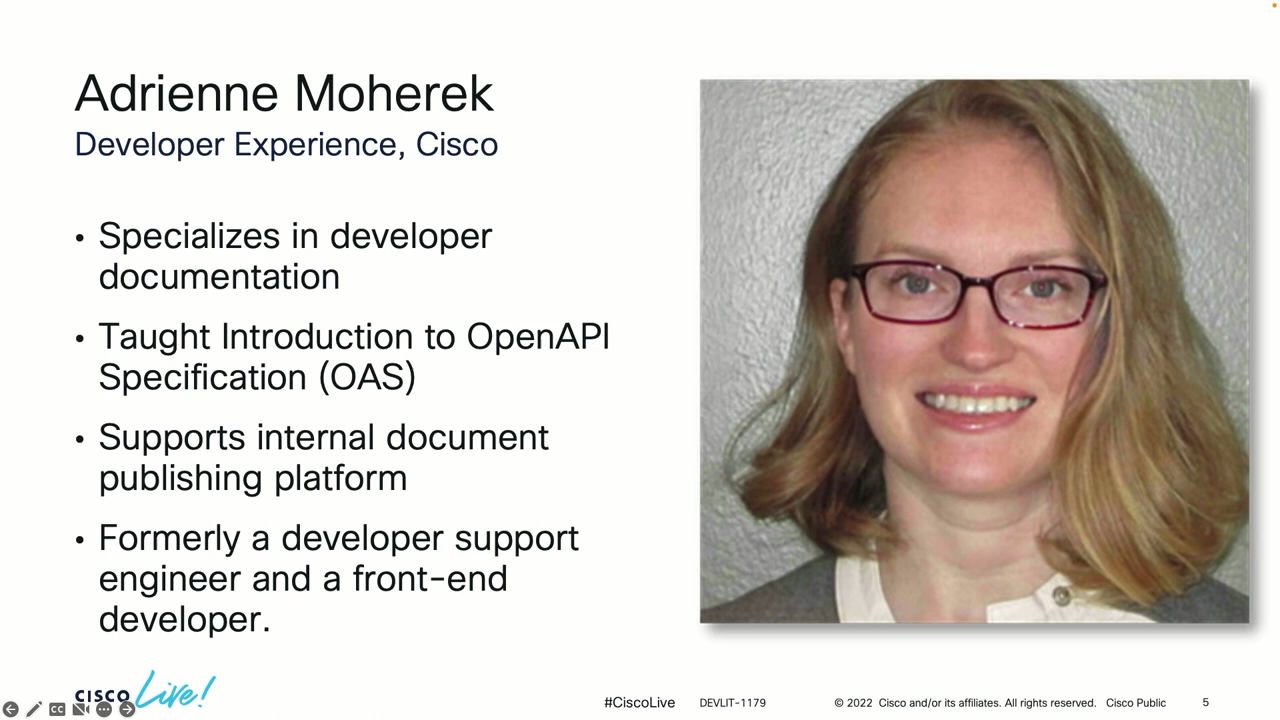 Adrienne Moherek
Developer Experience, Cisco
• Specializes in developer
documentation
• Taught Introduction to OpenAPI
Specification (OAS)
• Supports internal document
publishing platform
• Formerly a developer support
engineer and a front-end
developer.
CISCO Live!
CC
#CiscoLive DEVLIT-1179 © 2022 Cisco and/or its affiliates. All rights reserved. Cisco Public 5